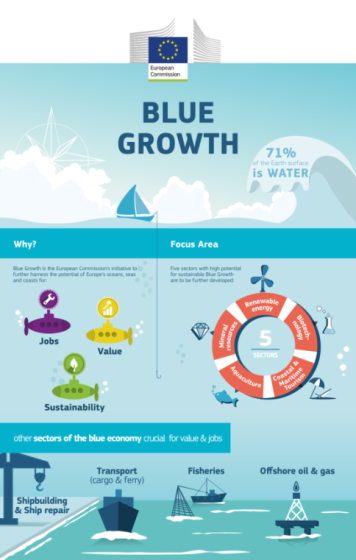 European
Commission
BLUE
GROWTH
71%
of the Earth surface
is WATER
Why?
Focus Area
Blue Growth is the European Commission's initiative to
further harness the potential of Europe's oceans, seas
and coasts for:
Five sectors with high potential
for sustainable Blue Growth
are to be further developed
Jobs
Value
Sustainability
Renewable
energy
Biotech-
nology
Coastal &
Maritime
Tourism
Aquaculture
Mineral
resources
5
SECTORS
other sectors of the blue economy crucial for value & jobs
Transport
(cargo & ferry)
Fisheries
Offshore oil & gas
Shipbuilding
& Ship repair